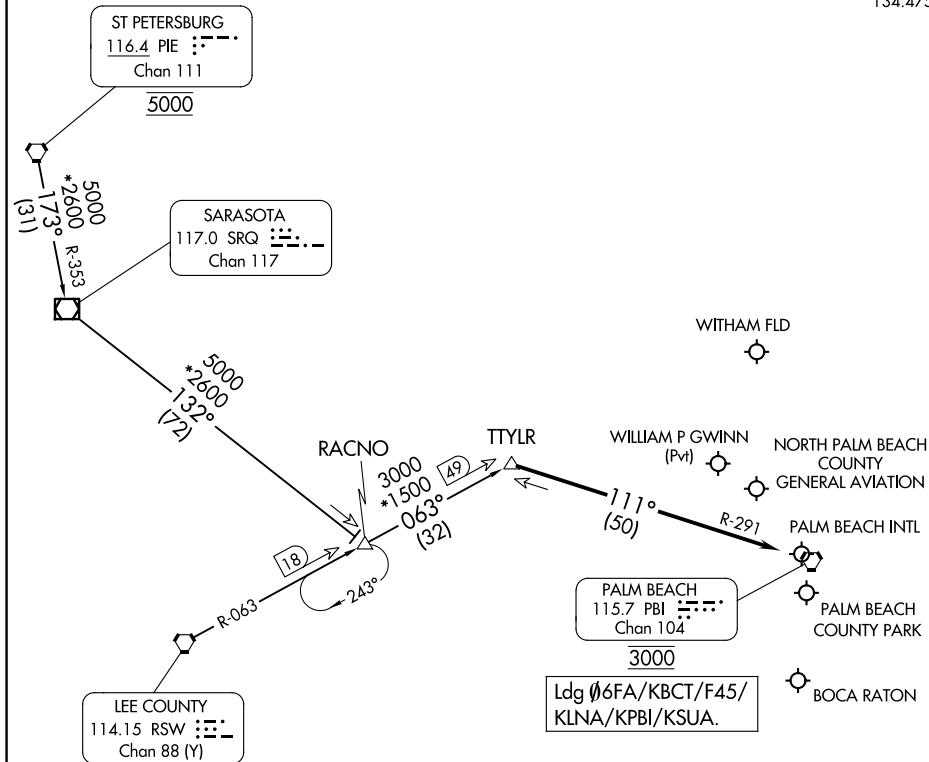 134.475
ST PETERSBURG
116.4 PIE
Chan 111
5000
5000
*2600
173°
(31)
R-353
SARASOTA
117.0 SRQ
Chan 117
5000
*2600
132°
(72)
WITHAM FLD
RACNO
TTYLR
WILLIAM P GWINN
(Pvt)
NORTH PALM BEACH
COUNTY
GENERAL AVIATION
3000
*1500
063°
(32)
49
111°
(50)
R-291
PALM BEACH INTL
18
243°
R-063
PALM BEACH
115.7 PBI
Chan 104
3000
PALM BEACH
COUNTY PARK
Ldg Ø6FA/KBCT/F45/
KLNA/KPBI/KSUA.
BOCA RATON
LEE COUNTY
114.15 RSW
Chan 88 (Y)